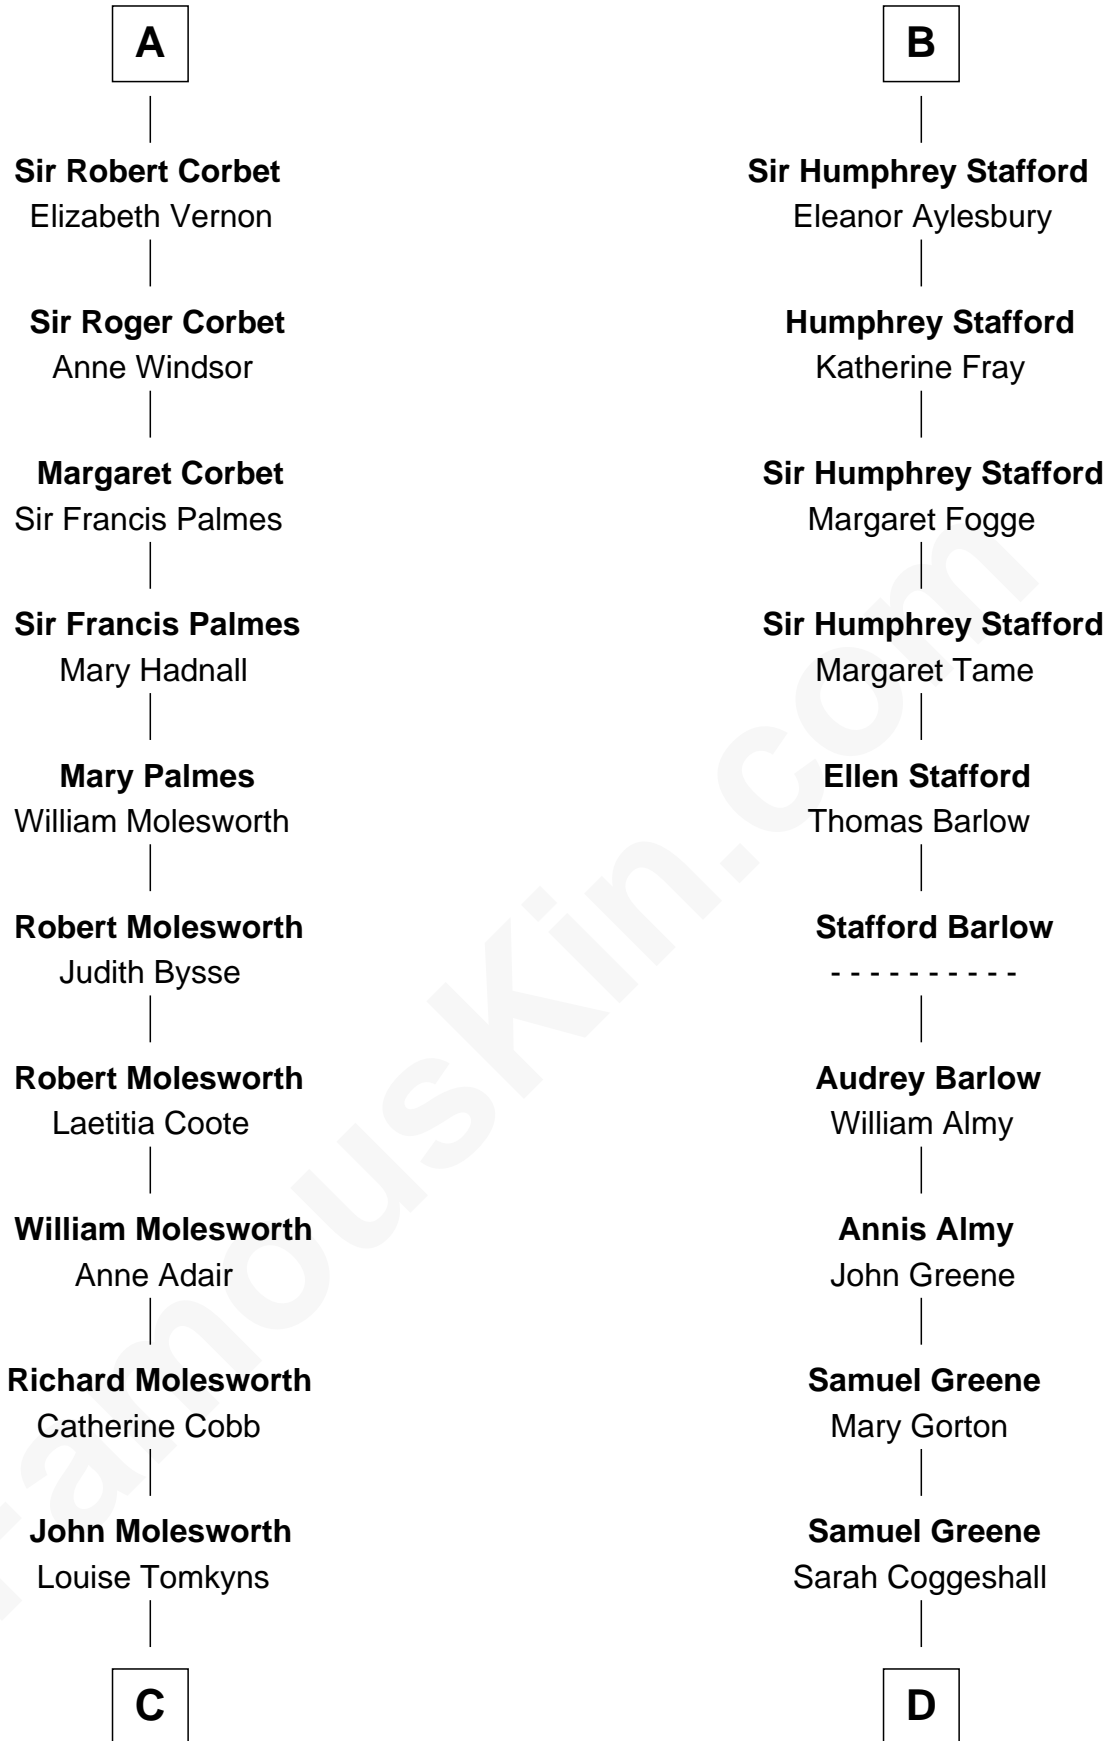 A
Sir Robert Corbet
Elizabeth Vernon
Sir Roger Corbet
Anne Windsor
Margaret Corbet
Sir Francis Palmes
Sir Francis Palmes
Mary Hadnall
Mary Palmes
William Molesworth
Robert Molesworth
Judith Bysse
Robert Molesworth
Laetitia Coote
William Molesworth
Anne Adair
Richard Molesworth
Catherine Cobb
John Molesworth
Louise Tomkyns
C
B
Sir Humphrey Stafford
Eleanor Aylesbury
Humphrey Stafford
Katherine Fray
Sir Humphrey Stafford
Margaret Fogge
Sir Humphrey Stafford
Margaret Tame
Ellen Stafford
Thomas Barlow
Stafford Barlow
- - - - - - - - - -
Audrey Barlow
William Almy
Annis Almy
John Greene
Samuel Greene
Mary Gorton
Samuel Greene
Sarah Coggeshall
D
FamousKin.com